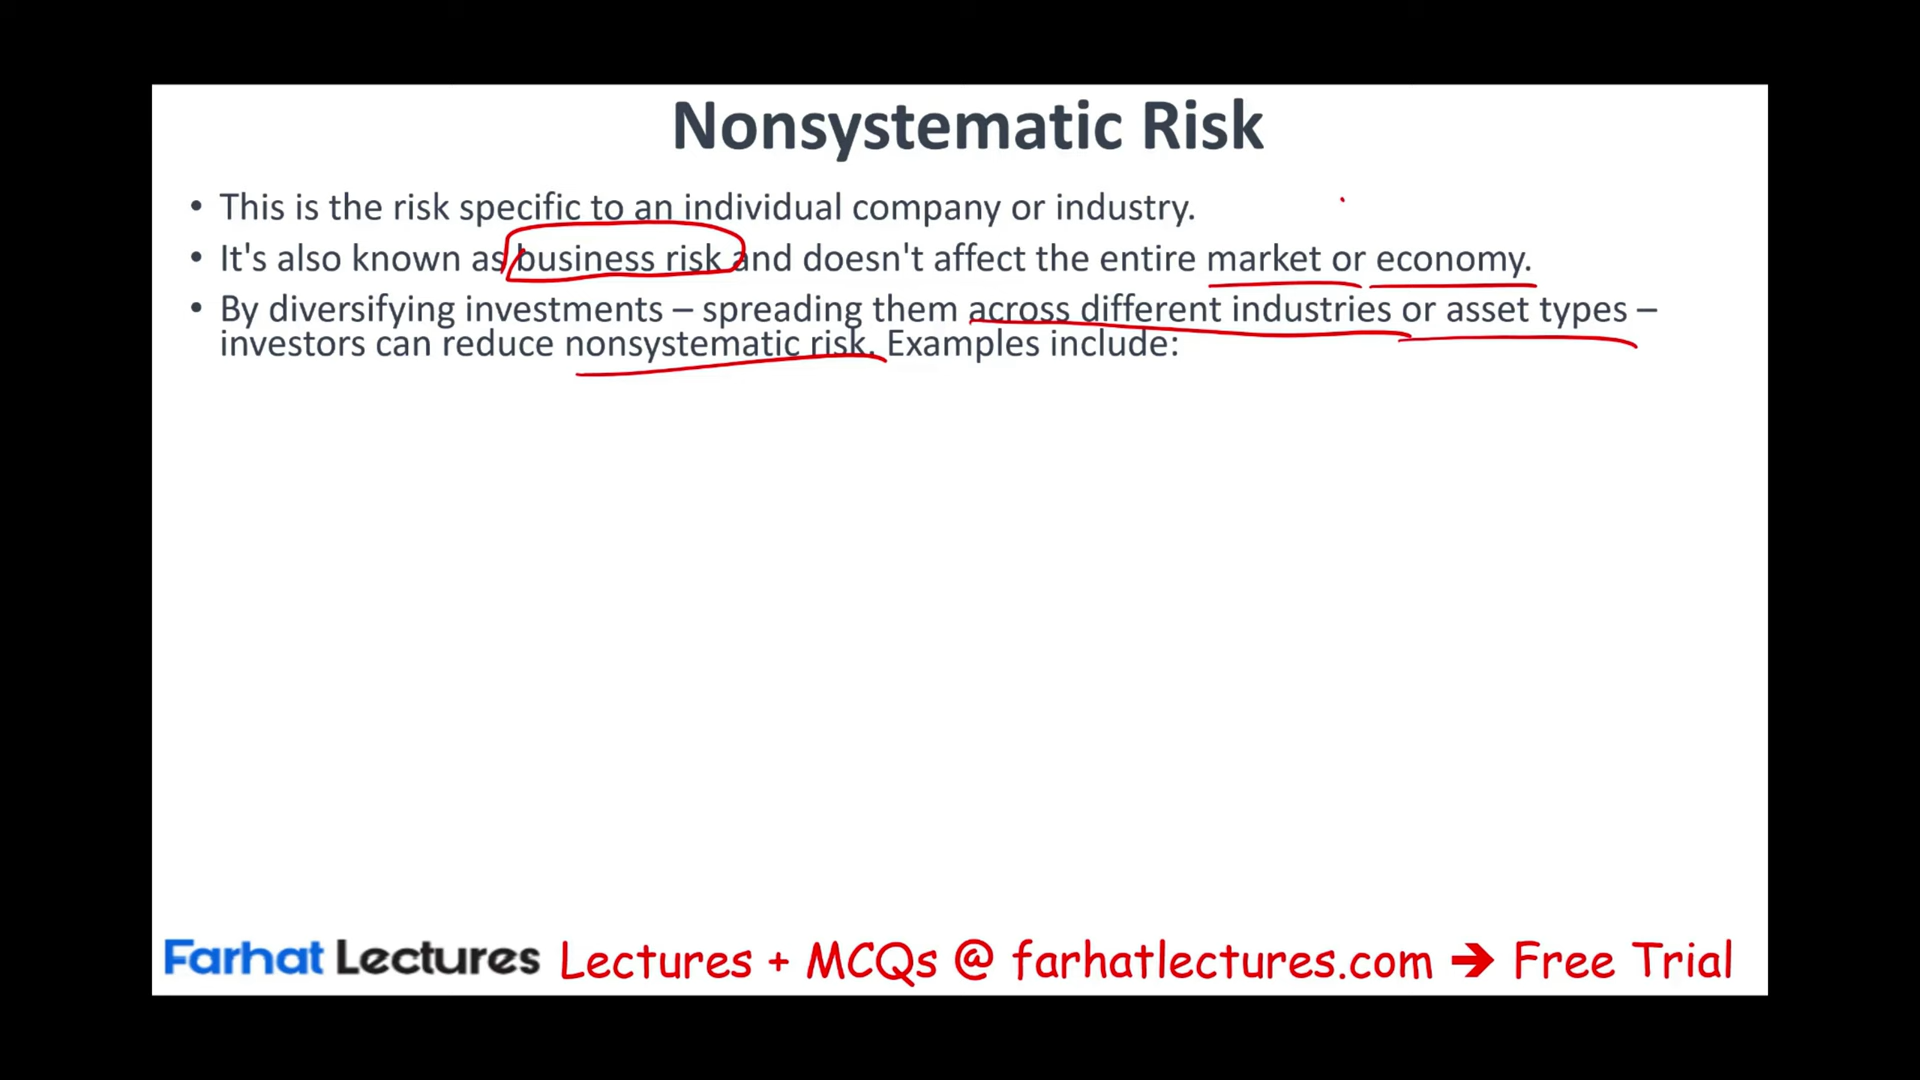 Nonsystematic Risk
• This is the risk specific to an individual company or industry.
• It's also known as business risk and doesn't affect the entire market or economy.
• By diversifying investments – spreading them across different industries or asset types –
investors can reduce nonsystematic risk. Examples include:
Farhat Lectures Lectures + MCQs @ farhatlectures.com ➔ Free Trial